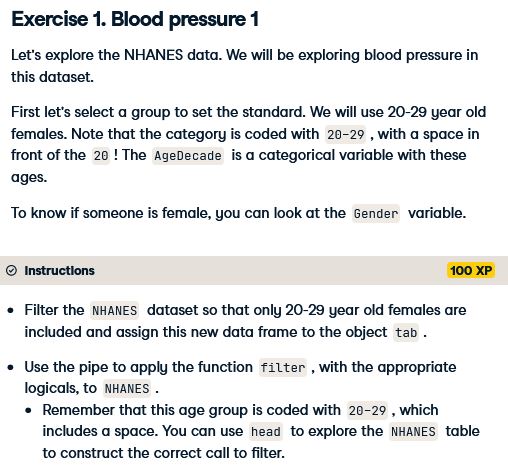 Exercise 1. Blood pressure 1
Let's explore the NHANES data. We will be exploring blood pressure in
this dataset.
First let's select a group to set the standard. We will use 20-29 year old
females. Note that the category is coded with 20-29 , with a space in
front of the 20 ! The AgeDecade is a categorical variable with these
ages.
To know if someone is female, you can look at the Gender variable.
Instructions 100 XP
• Filter the NHANES dataset so that only 20-29 year old females are
included and assign this new data frame to the object tab .
• Use the pipe to apply the function filter , with the appropriate
logicals, to NHANES .
• Remember that this age group is coded with 20-29 , which
includes a space. You can use head to explore the NHANES table
to construct the correct call to filter.